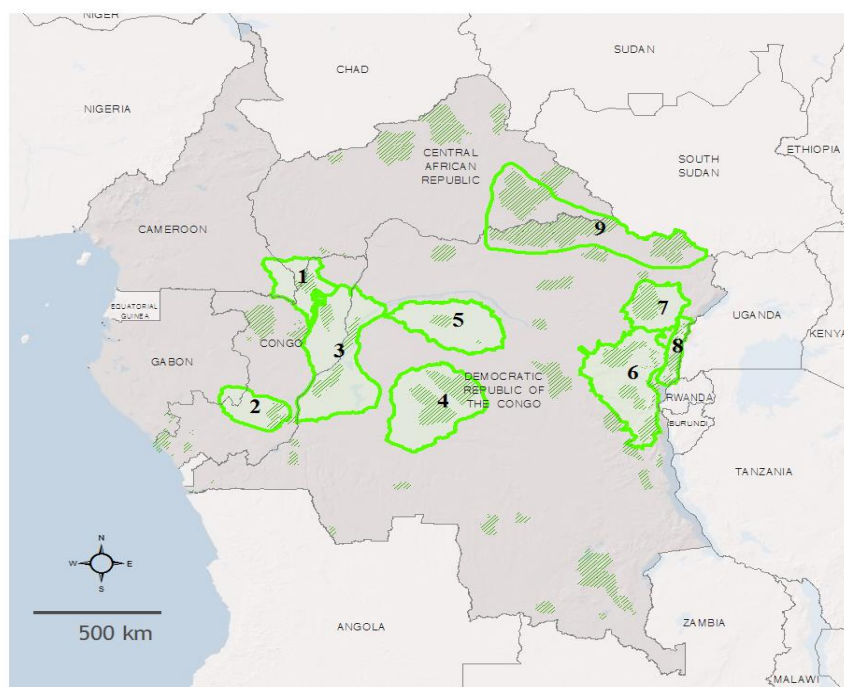 NIGER
SUDAN
CHAD
NIGERIA
ETHIOPIA
CENTRAL
AFRICAN
REPUBLIC
SOUTH
SUDAN
CAMEROON
9
1
EQUATORIAL
GUINEA
7
UGANDA
5
KENYA
CONGO
3
8
GABON
6
DEMOCRATIC
REPUBLIC OF
THE CONGO
4
RWANDA
2
BURUNDI
TANZANIA
N
W E
S
500 km
ANGOLA
ZAMBIA
MALAWI